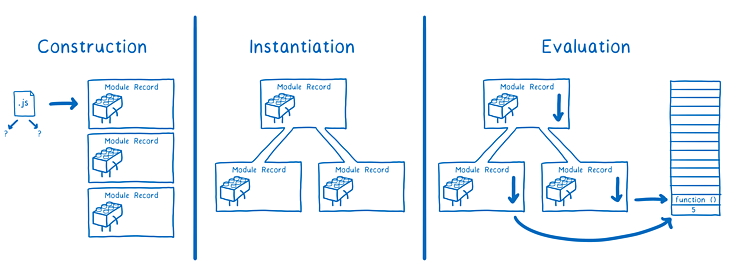 Construction
Instantiation
Evaluation
.js
?
?
Module Record
Module Record
Module Record
Module Record
Module Record
Module Record
Module Record
Module Record
Module Record
function ()
5